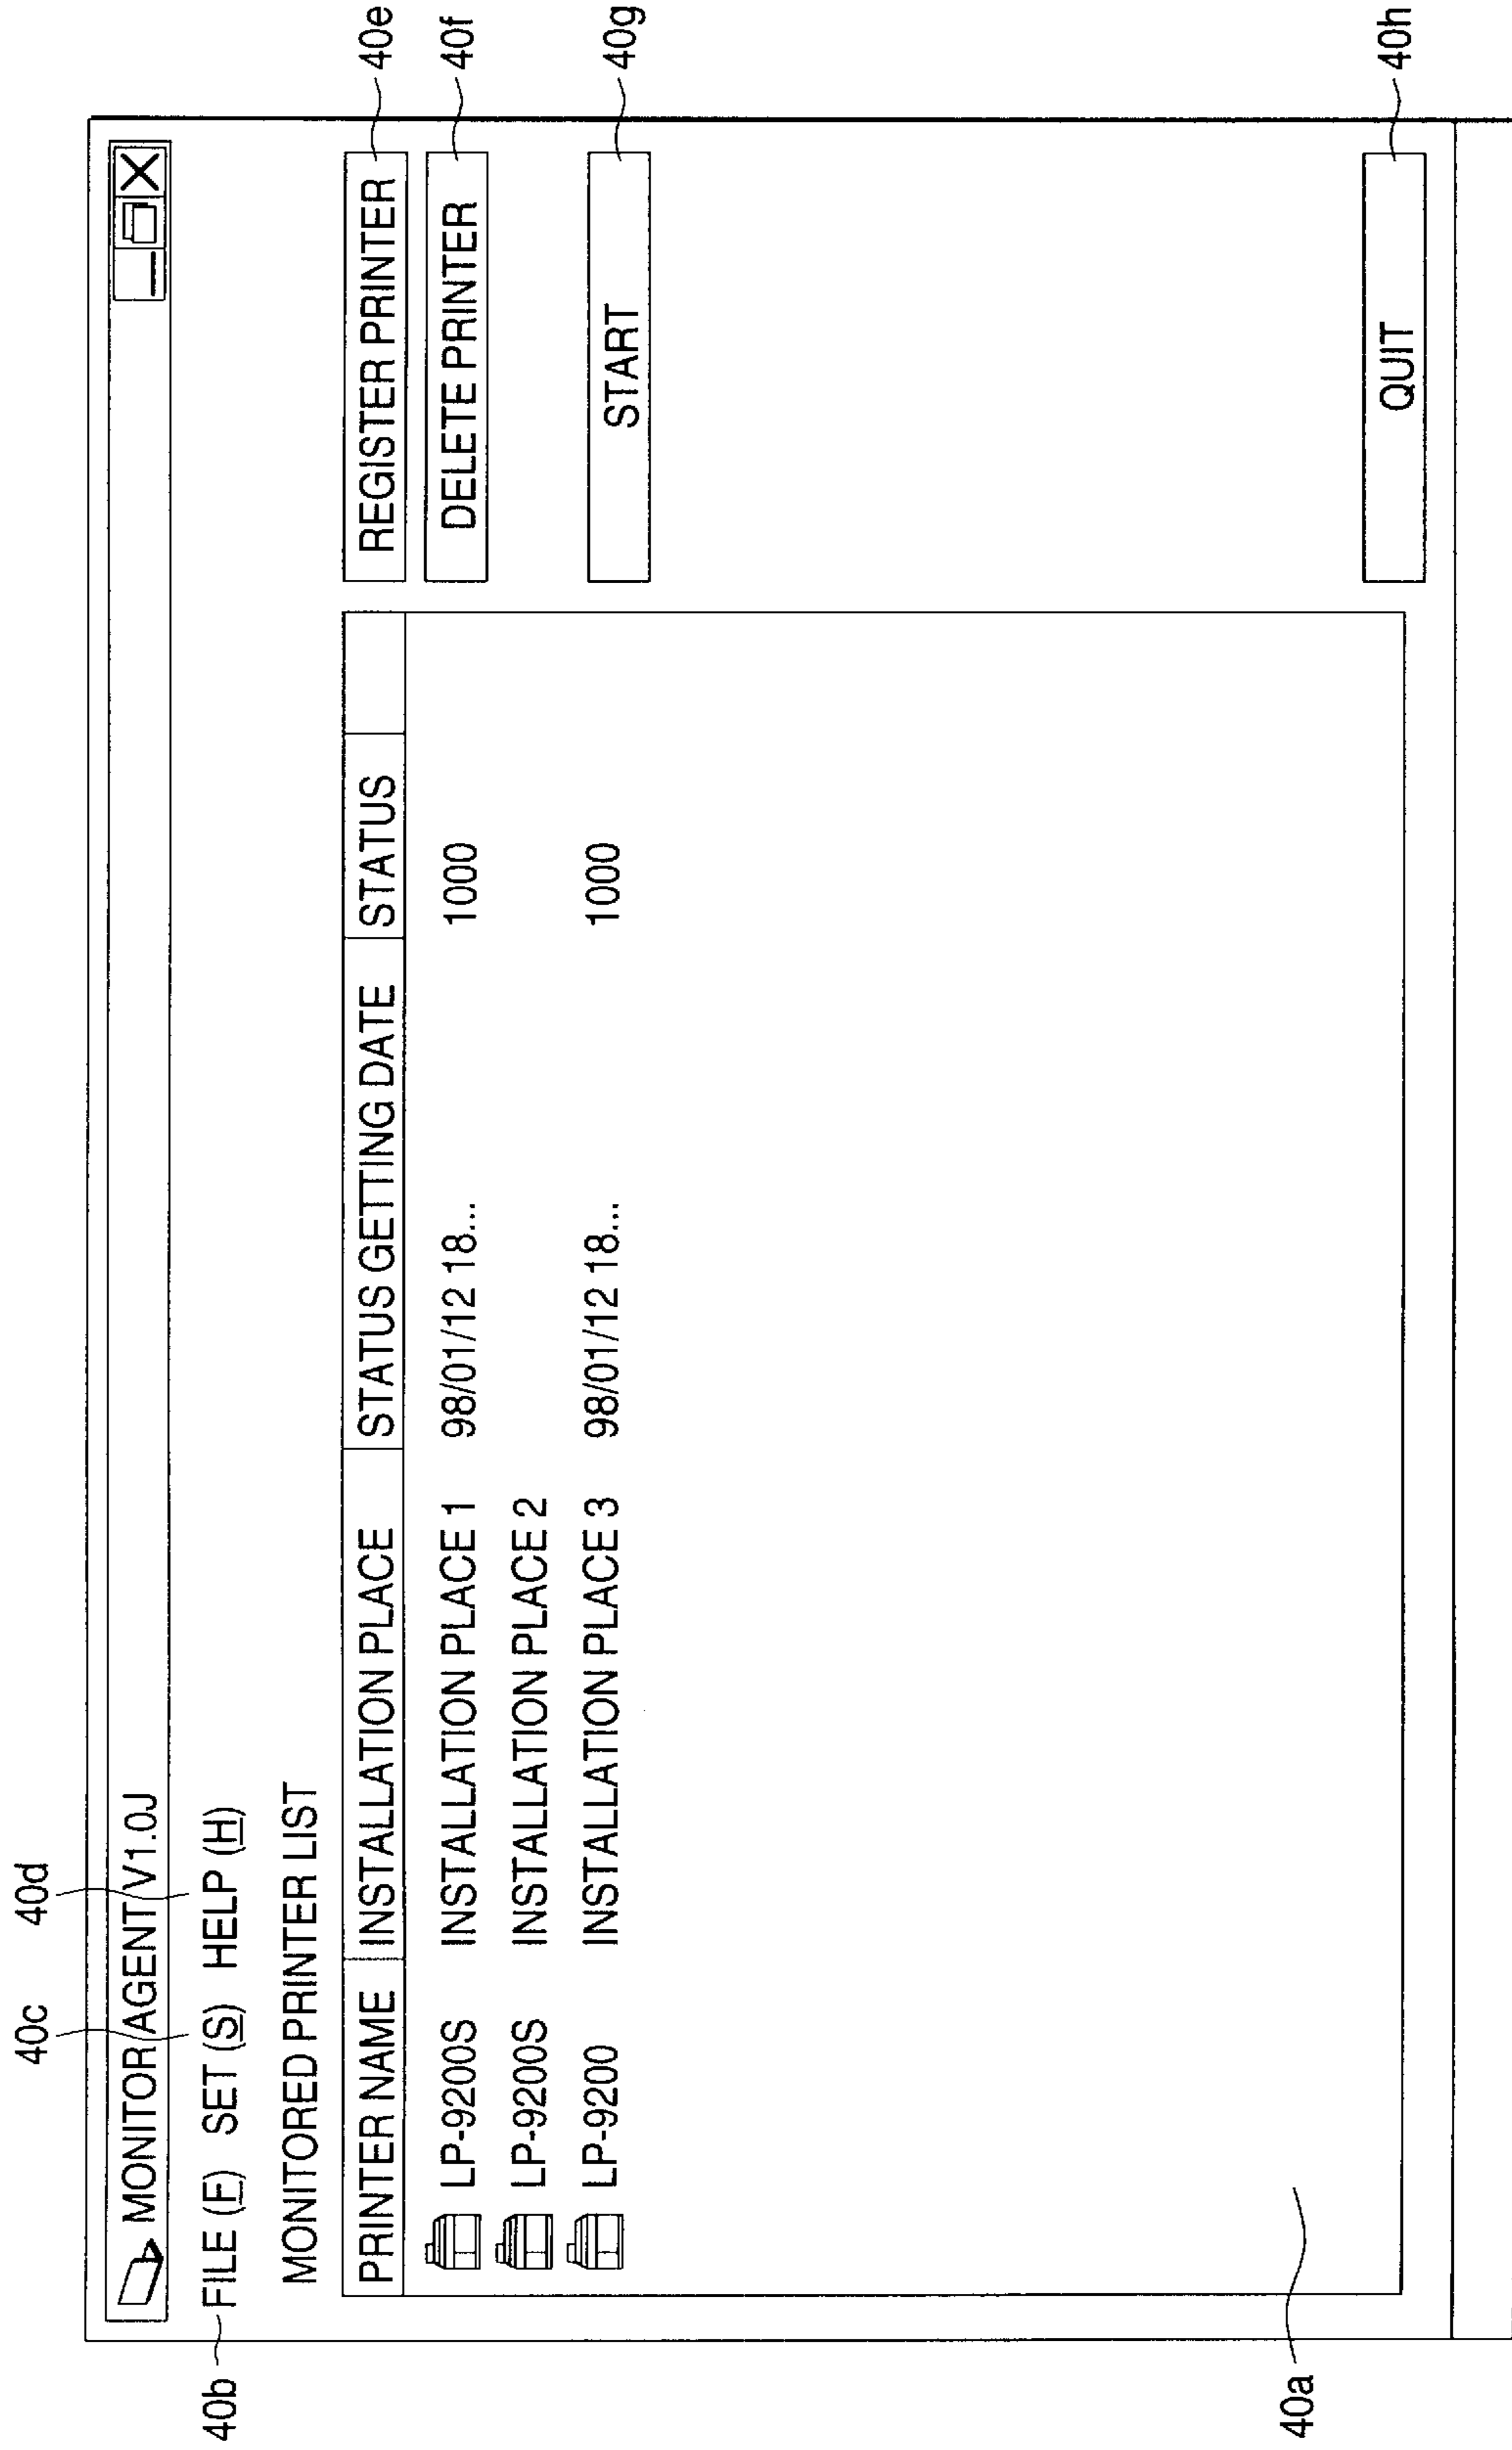 40c 40d
MONITOR AGENT V1.0J
40b FILE (F) SET (S) HELP (H)
MONITORED PRINTER LIST
PRINTER NAME INSTALLATION PLACE STATUS GETTING DATE STATUS
LP-9200S INSTALLATION PLACE 1 98/01/12 18... 1000
LP-9200S INSTALLATION PLACE 2
LP-9200 INSTALLATION PLACE 3 98/01/12 18... 1000
REGISTER PRINTER 40e
DELETE PRINTER 40f
START 40g
QUIT 40h
40a